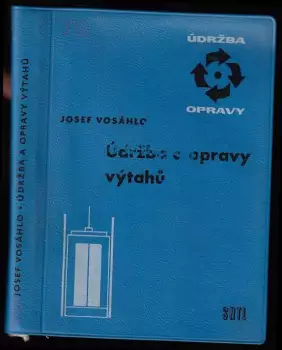 JOSEF VOSÁHLO • ÚDRŽBA A OPRAVY VÝTAHŮ
ÚDRŽBA
OPRAVY
JOSEF VOSÁHLO
Údržba a opravy
výtahů
SNTL